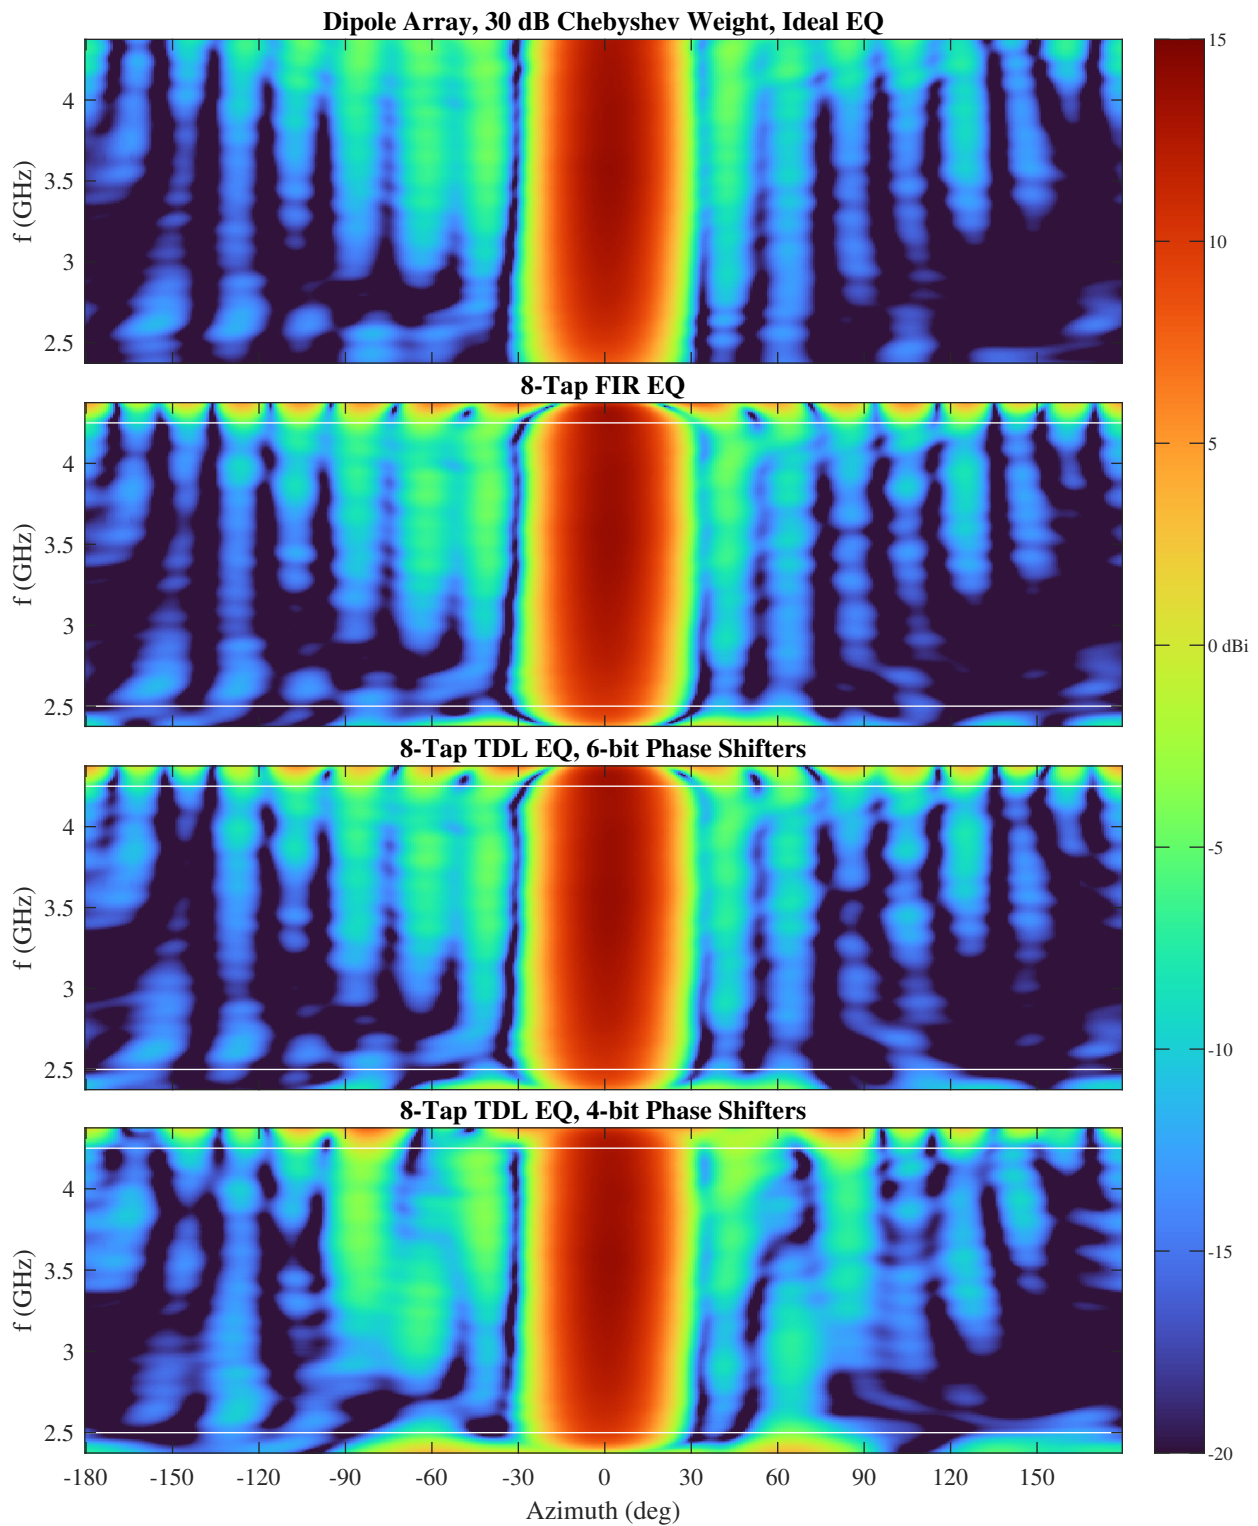 Dipole Array, 30 dB Chebyshev Weight, Ideal EQ
4
3.5
3
2.5
f (GHz)
8-Tap FIR EQ
4
3.5
3
2.5
f (GHz)
8-Tap TDL EQ, 6-bit Phase Shifters
4
3.5
3
2.5
f (GHz)
8-Tap TDL EQ, 4-bit Phase Shifters
4
3.5
3
2.5
f (GHz)
-180 -150 -120 -90 -60 -30 0 30 60 90 120 150
Azimuth (deg)
15
10
5
0 dBi
-5
-10
-15
-20